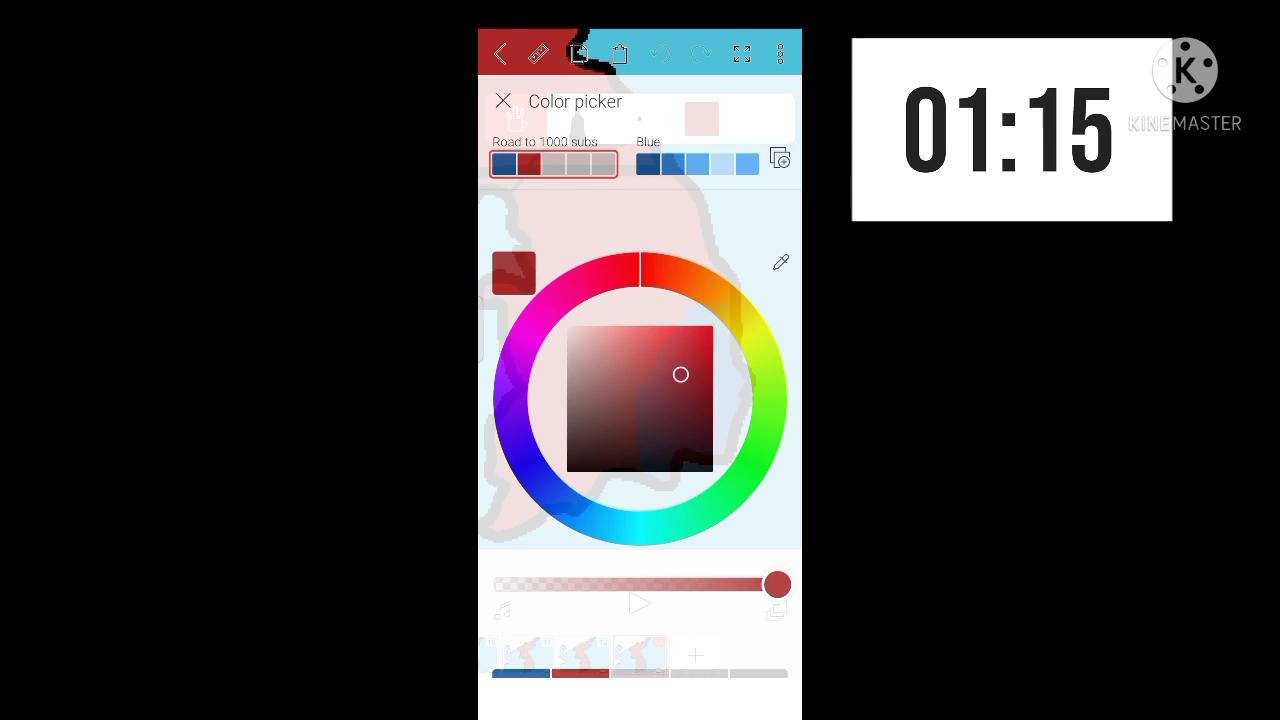 Color picker
Road to 1000 subs
Blue
01:15
K
KINEMASTER